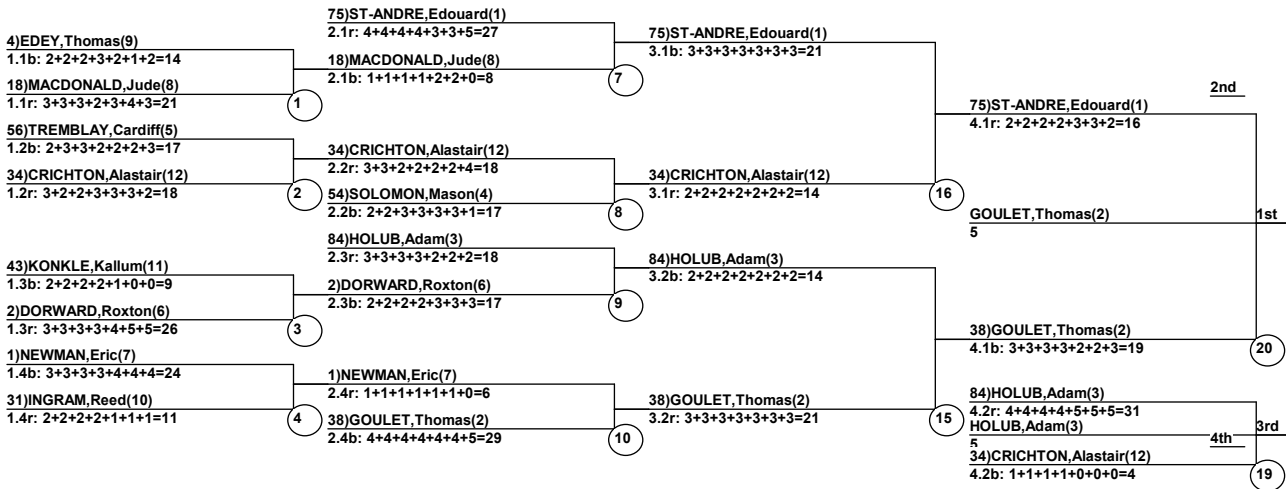 4)EDEY,Thomas(9)
1.1b: 2+2+2+3+2+1+2=14
18)MACDONALD,Jude(8)
1.1r: 3+3+3+2+3+4+3=21
1
56)TREMBLAY,Cardiff(5)
1.2b: 2+3+3+2+2+2+3=17
34)CRICHTON,Alastair(12)
1.2r: 3+2+2+3+3+3+2=18
2
43)KONKLE,Kallum(11)
1.3b: 2+2+2+2+1+0+0=9
2)DORWARD,Roxton(6)
1.3r: 3+3+3+3+4+5+5=26
3
1)NEWMAN,Eric(7)
1.4b: 3+3+3+3+4+4+4=24
31)INGRAM,Reed(10)
1.4r: 2+2+2+2+1+1+1=11
4
75)ST-ANDRE,Edouard(1)
2.1r: 4+4+4+4+3+3+5=27
18)MACDONALD,Jude(8)
2.1b: 1+1+1+1+2+2+0=8
7
34)CRICHTON,Alastair(12)
2.2r: 3+3+2+2+2+2+4=18
54)SOLOMON,Mason(4)
2.2b: 2+2+3+3+3+3+1=17
8
84)HOLUB,Adam(3)
2.3r: 3+3+3+3+2+2+2=18
2)DORWARD,Roxton(6)
2.3b: 2+2+2+2+3+3+3=17
9
1)NEWMAN,Eric(7)
2.4r: 1+1+1+1+1+1+0=6
38)GOULET,Thomas(2)
2.4b: 4+4+4+4+4+4+5=29
10
75)ST-ANDRE,Edouard(1)
3.1b: 3+3+3+3+3+3+3=21
34)CRICHTON,Alastair(12)
3.1r: 2+2+2+2+2+2+2=14
16
84)HOLUB,Adam(3)
3.2b: 2+2+2+2+2+2+2=14
38)GOULET,Thomas(2)
3.2r: 3+3+3+3+3+3+3=21
15
2nd
75)ST-ANDRE,Edouard(1)
4.1r: 2+2+2+2+3+3+2=16
GOULET,Thomas(2)
1st
5
38)GOULET,Thomas(2)
4.1b: 3+3+3+3+2+2+3=19
20
84)HOLUB,Adam(3)
4.2r: 4+4+4+4+5+5+5=31
HOLUB,Adam(3)
3rd
5
4th
34)CRICHTON,Alastair(12)
4.2b: 1+1+1+1+0+0+0=4
19